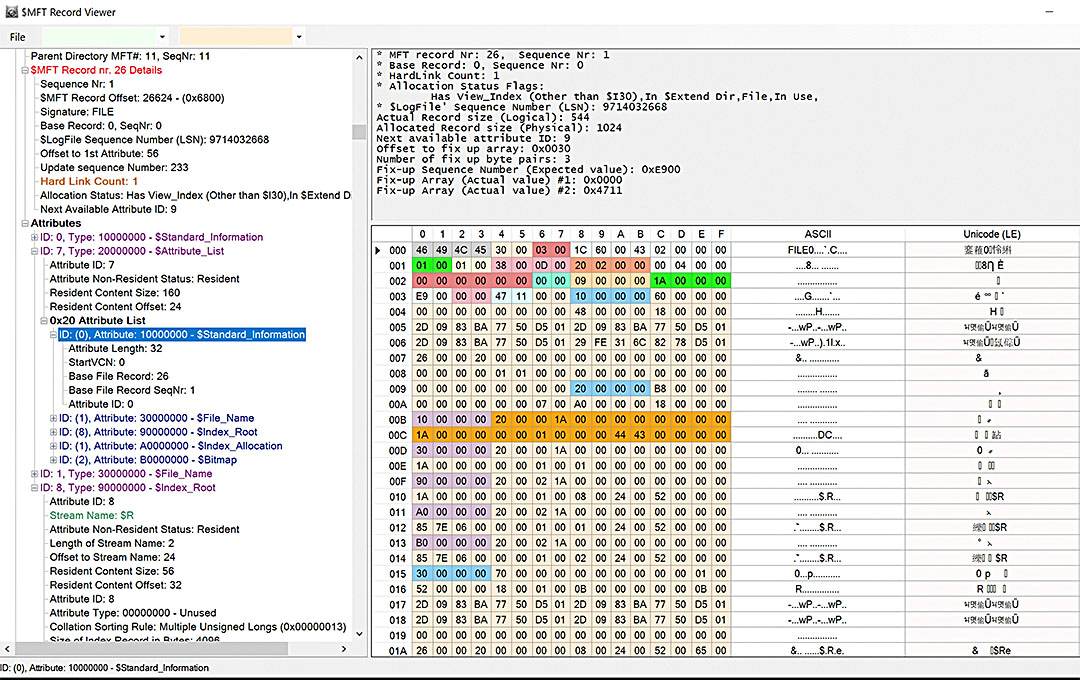 $MFT Record Viewer
File
Parent Directory MFT#: 11, SeqNr: 11
$MFT Record nr. 26 Details
Sequence Nr: 1
$MFT Record Offset: 26624 - (0x6800)
Signature: FILE
Base Record: 0, SeqNr: 0
$LogFile Sequence Number (LSN): 9714032668
Offset to 1st Attribute: 56
Update sequence Number: 233
Hard Link Count: 1
Allocation Status: Has View_Index (Other than $I30),In $Extend D
Next Available Attribute ID: 9
Attributes
ID: 0, Type: 10000000 - $Standard_Information
ID: 7, Type: 20000000 - $Attribute_List
Attribute ID: 7
Attribute Non-Resident Status: Resident
Resident Content Size: 160
Resident Content Offset: 24
0x20 Attribute List
ID: (0), Attribute: 10000000 - $Standard_Information
Attribute Length: 32
StartVCN: 0
Base File Record: 26
Base File Record SeqNr: 1
Attribute ID: 0
ID: (1), Attribute: 30000000 - $File_Name
ID: (8), Attribute: 90000000 - $Index_Root
ID: (1), Attribute: A0000000 - $Index_Allocation
ID: (2), Attribute: B0000000 - $Bitmap
ID: 1, Type: 30000000 - $File_Name
ID: 8, Type: 90000000 - $Index_Root
Attribute ID: 8
Stream Name: $R
Attribute Non-Resident Status: Resident
Length of Stream Name: 2
Offset to Stream Name: 24
Resident Content Size: 56
Resident Content Offset: 32
Attribute ID: 8
Attribute Type: 00000000 - Unused
Collation Sorting Rule: Multiple Unsigned Longs (0x00000013)
Size of Index Record in Bytes: 4096
ID: (0), Attribute: 10000000 - $Standard_Information
* MFT record Nr: 26, Sequence Nr: 1
* Base Record: 0, Sequence Nr: 0
* HardLink Count: 1
* Allocation Status Flags:
Has View_Index (Other than $I30),In $Extend Dir,File,In Use,
* $LogFile' Sequence Number (LSN): 9714032668
Actual Record size (Logical): 544
Allocated Record size (Physical): 1024
Next available attribute ID: 9
Offset to fix up array: 0x0030
Number of fix up byte pairs: 3
Fix-up Sequence Number (Expected value): 0xE900
Fix-up Array (Actual value) #1: 0x0000
Fix-up Array (Actual value) #2: 0x4711
0 1 2 3 4 5 6 7 8 9 A B C D E F ASCII Unicode (LE)
000 46 49 4C 45 30 00 03 00 1C 60 00 43 02 00 00 00 FILE0....`.C....
001 01 00 01 00 38 00 0D 00 20 02 00 00 00 04 00 00 ....8... .......
002 00 00 00 00 00 00 00 00 09 00 00 00 1A 00 00 00 ................
003 E9 00 00 00 47 11 00 00 10 00 00 00 60 00 00 00 ....G.......`...
004 00 00 00 00 00 00 00 00 48 00 00 00 18 00 00 00 ........H.......
005 2D 09 83 BA 77 50 D5 01 2D 09 83 BA 77 50 D5 01 -...wP..-...wP..
006 2D 09 83 BA 77 50 D5 01 29 FE 31 6C 82 78 D5 01 -...wP..).1l.x..
007 26 00 00 20 00 00 00 00 00 00 00 00 00 00 00 00 &.. ............ &
008 00 00 00 00 01 01 00 00 00 00 00 00 00 00 00 00 ................
009 00 00 00 00 00 00 00 00 20 00 00 00 B8 00 00 00 ........ .......
00A 00 00 00 00 00 00 07 00 A0 00 00 00 18 00 00 00 ................
00B 10 00 00 00 20 00 00 1A 00 00 00 00 00 00 00 00 .... ...........
00C 1A 00 00 00 00 00 01 00 00 00 44 43 00 00 00 00 ..........DC....
00D 30 00 00 00 20 00 00 1A 00 00 00 00 00 00 00 00 0... ...........
00E 1A 00 00 00 00 00 01 00 01 00 00 00 00 00 00 00 ................
00F 90 00 00 00 20 00 02 1A 00 00 00 00 00 00 00 00 .... ...........
010 1A 00 00 00 00 00 01 00 08 00 24 00 52 00 00 00 ..........$.R...
011 A0 00 00 00 20 00 02 1A 00 00 00 00 00 00 00 00 .... ...........
012 85 7E 06 00 00 00 01 00 01 00 24 00 52 00 00 00 .~........$.R...
013 B0 00 00 00 20 00 02 1A 00 00 00 00 00 00 00 00 .... ...........
014 85 7E 06 00 00 00 01 00 02 00 24 00 52 00 00 00 .~........$.R...
015 30 00 00 00 70 00 00 00 00 00 00 00 00 00 01 00 0...p........... 0 p
016 52 00 00 00 18 00 01 00 0B 00 00 00 00 00 0B 00 R...............
017 2D 09 83 BA 77 50 D5 01 2D 09 83 BA 77 50 D5 01 -...wP..-...wP..
018 2D 09 83 BA 77 50 D5 01 2D 09 83 BA 77 50 D5 01 -...wP..-...wP..
019 00 00 00 00 00 00 00 00 00 00 00 00 00 00 00 00 ................
01A 26 00 00 20 00 00 00 00 08 00 24 00 52 00 65 00 &.. ......$.R.e. & $Re